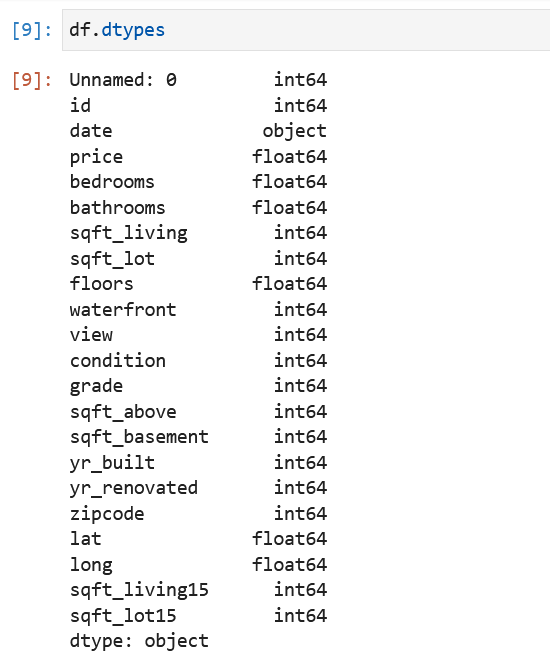 [9]: df.dtypes
[9]: Unnamed: 0 int64
id int64
date object
price float64
bedrooms float64
bathrooms float64
sqft_living int64
sqft_lot int64
floors float64
waterfront int64
view int64
condition int64
grade int64
sqft_above int64
sqft_basement int64
yr_built int64
yr_renovated int64
zipcode int64
lat float64
long float64
sqft_living15 int64
sqft_lot15 int64
dtype: object